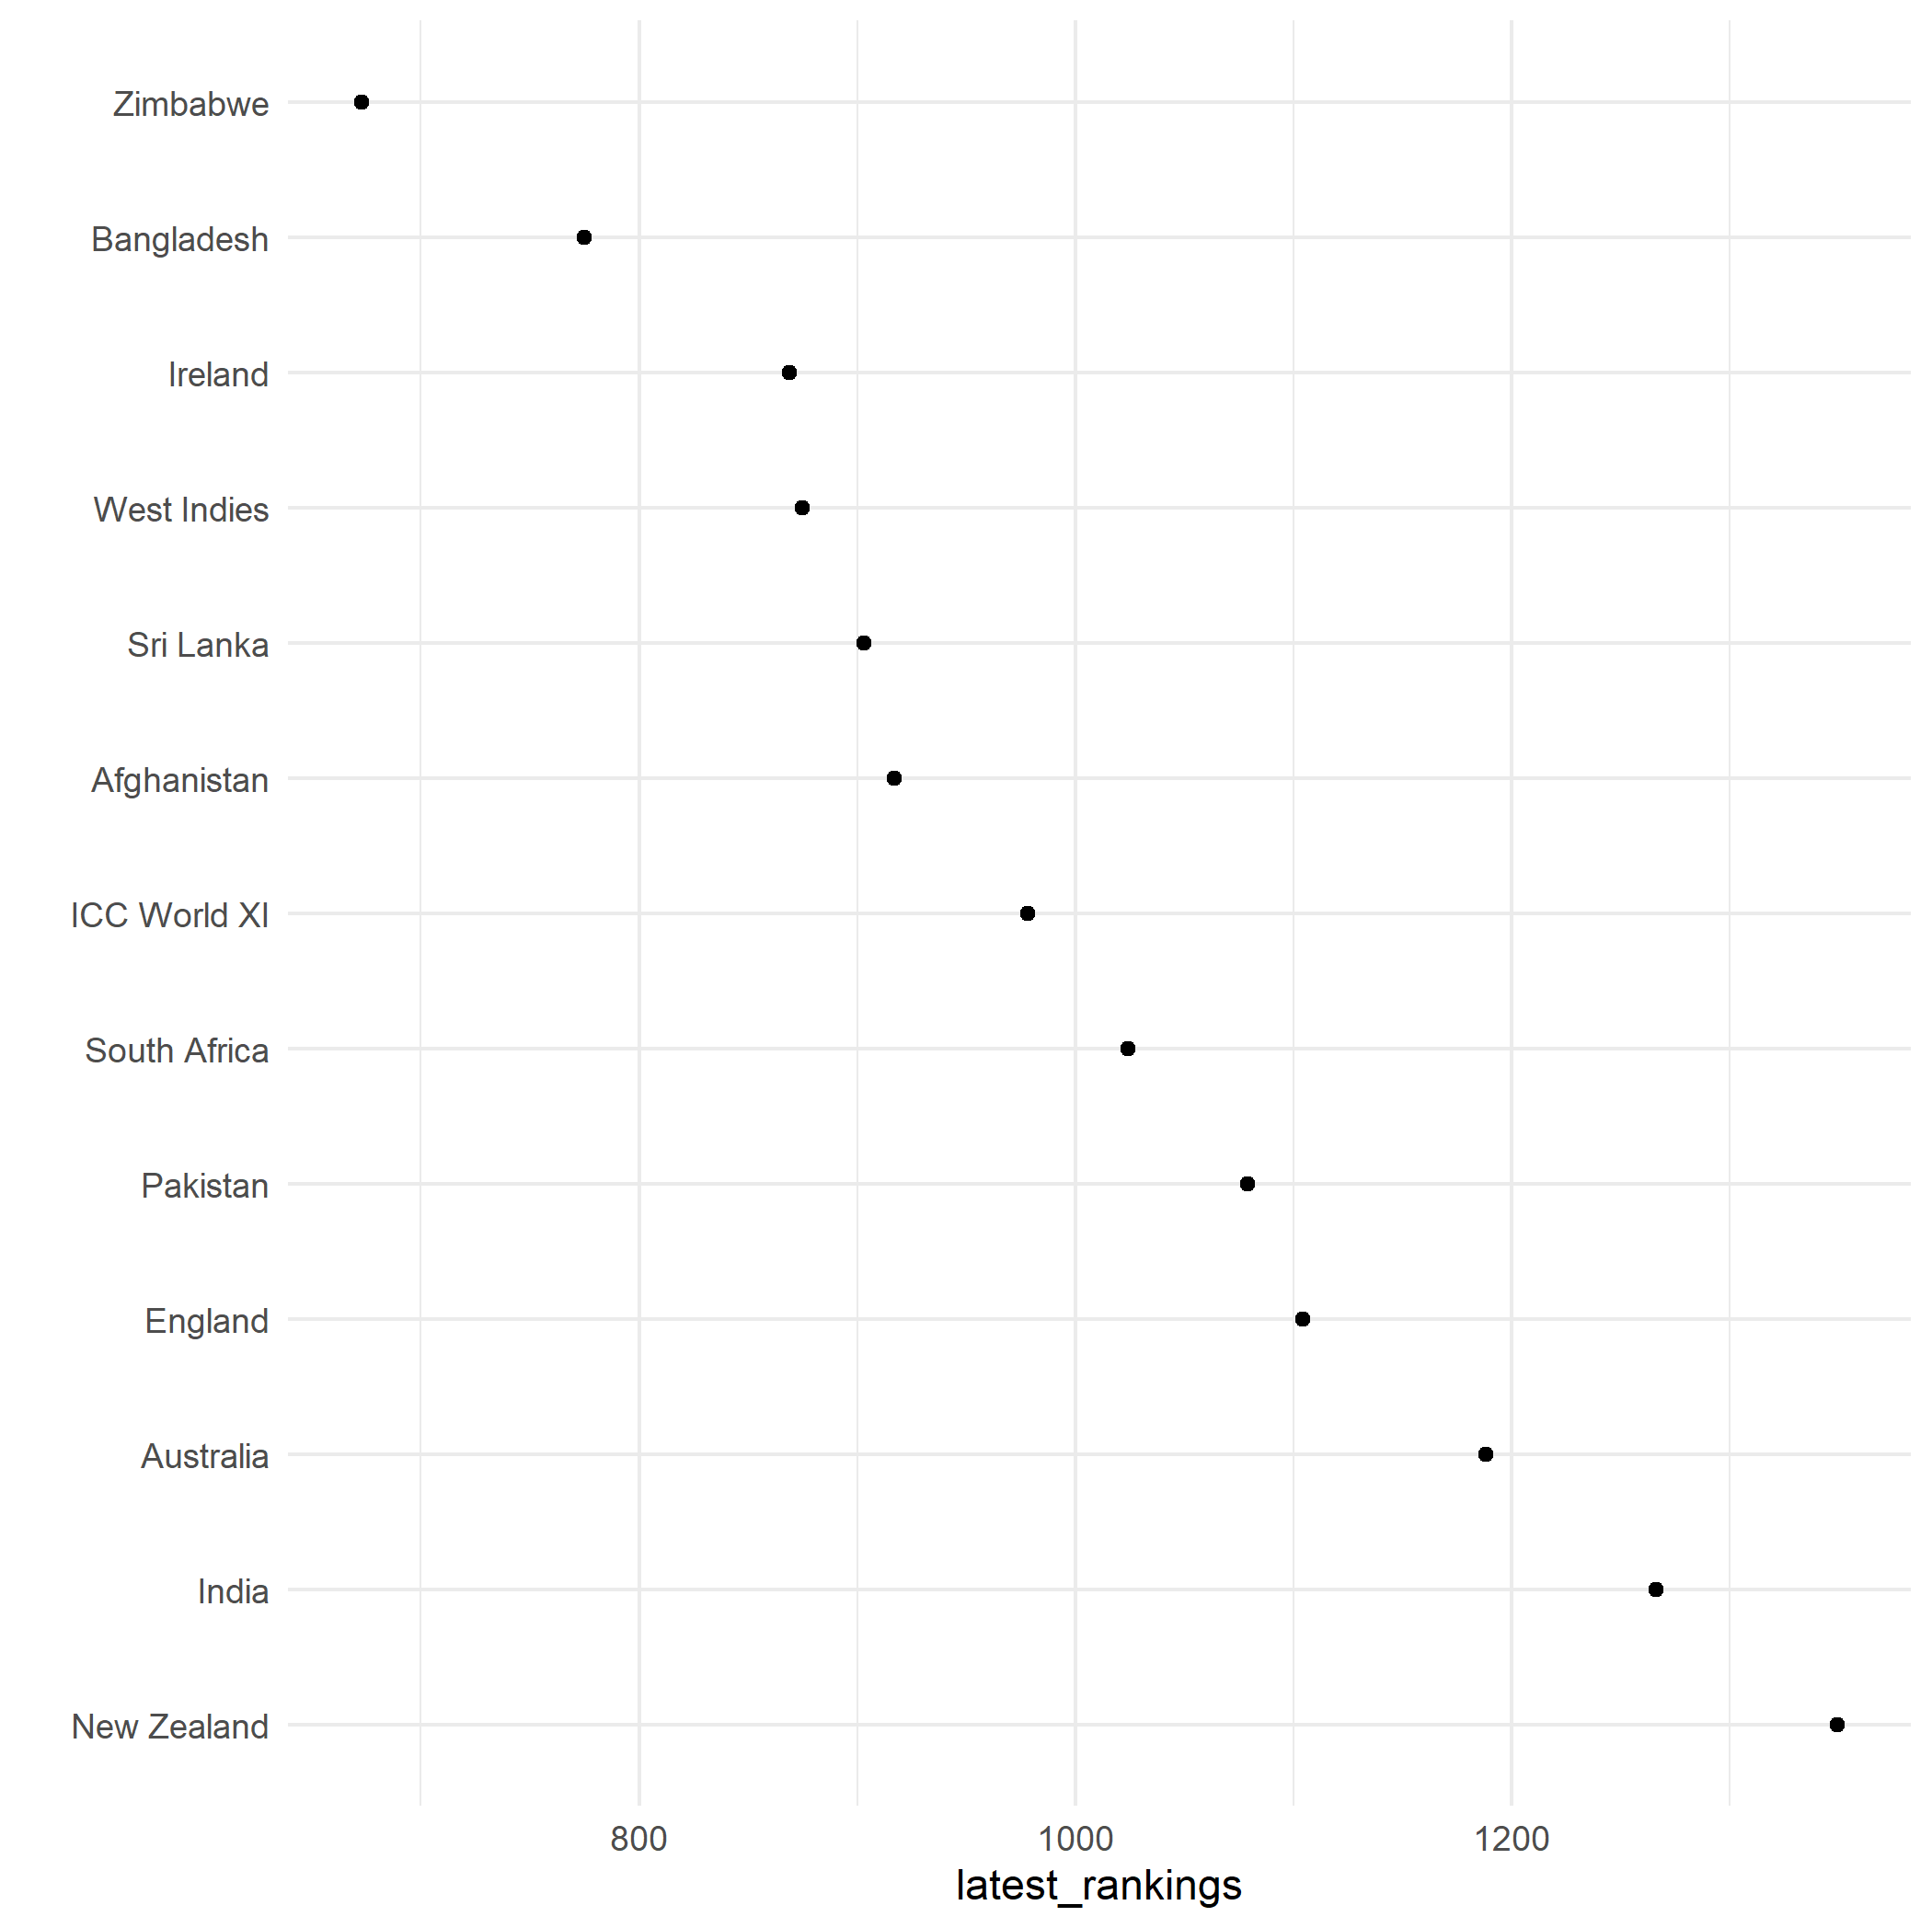 Zimbabwe
Bangladesh
Ireland
West Indies
Sri Lanka
Afghanistan
ICC World XI
South Africa
Pakistan
England
Australia
India
New Zealand
800 1000 1200
latest_rankings